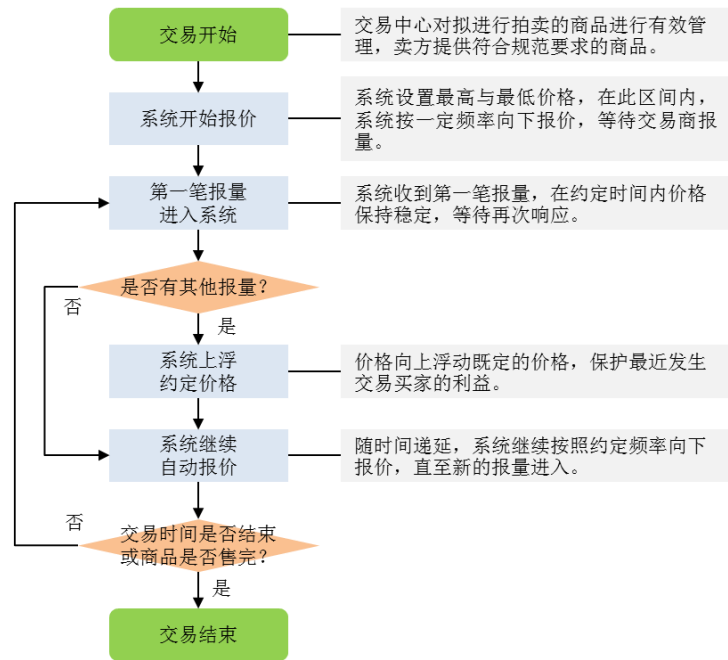 交易开始
交易中心对拟进行拍卖的商品进行有效管
理，卖方提供符合规范要求的商品。
系统开始报价
系统设置最高与最低价格，在此区间内，
系统按一定频率向下报价，等待交易商报
量。
第一笔报量
进入系统
系统收到第一笔报量，在约定时间内价格
保持稳定，等待再次响应。
是否有其他报量？
否
是
系统上浮
约定价格
价格向上浮动既定的价格，保护最近发生
交易买家的利益。
系统继续
自动报价
随时间递延，系统继续按照约定频率向下
报价，直至新的报量进入。
否
交易时间是否结束
或商品是否售完？
是
交易结束